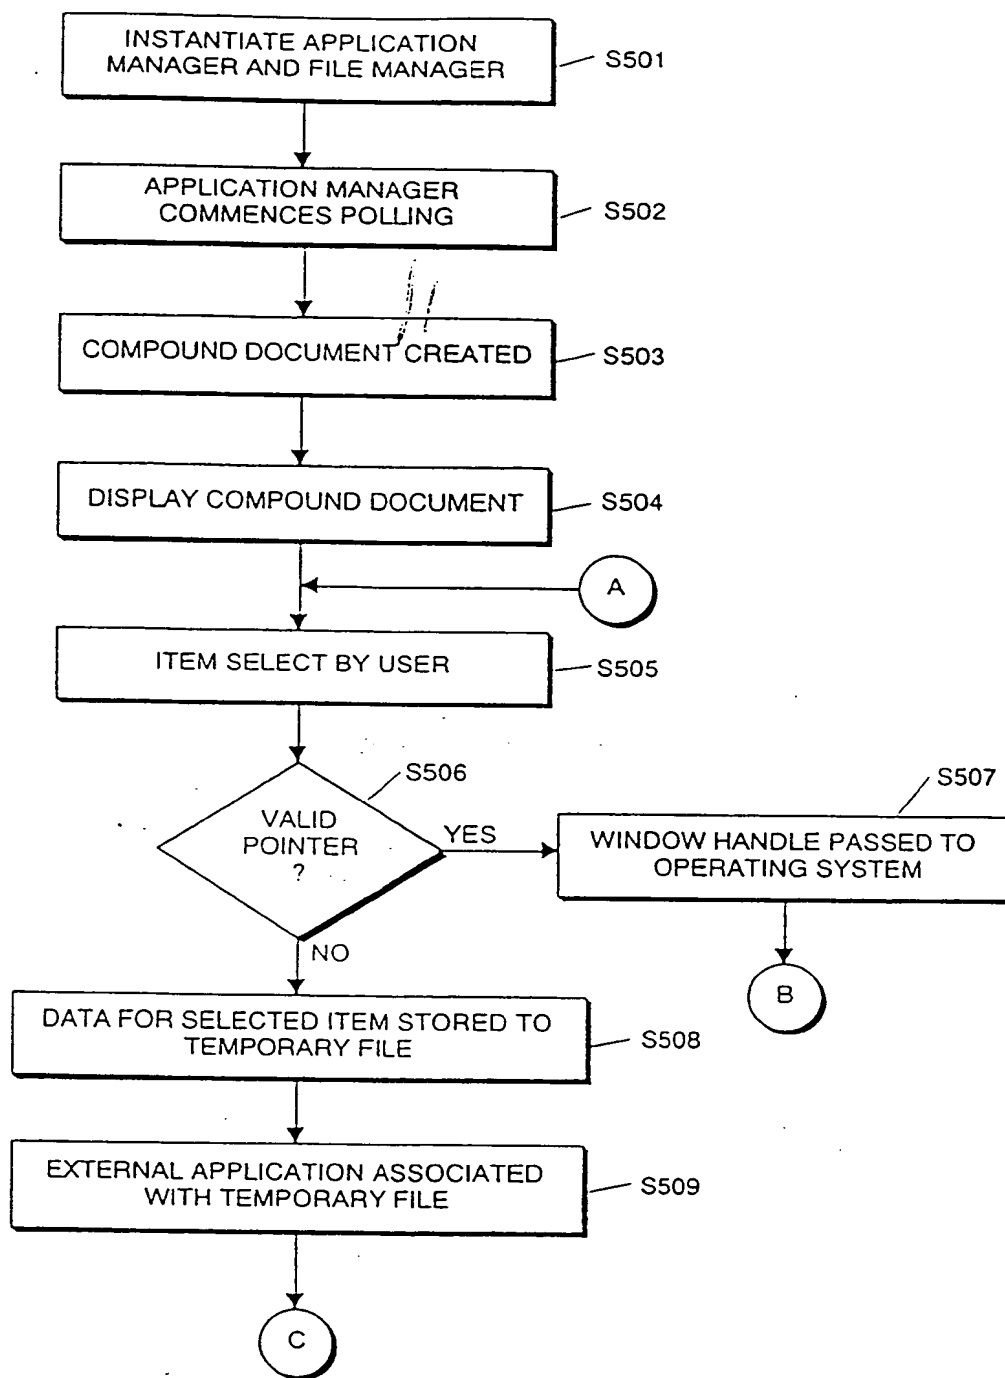 INSTANTIATE APPLICATION
MANAGER AND FILE MANAGER
S501
APPLICATION MANAGER
COMMENCES POLLING
S502
COMPOUND DOCUMENT CREATED
S503
DISPLAY COMPOUND DOCUMENT
S504
A
ITEM SELECT BY USER
S505
S506
VALID
POINTER
?
YES
S507
WINDOW HANDLE PASSED TO
OPERATING SYSTEM
NO
B
DATA FOR SELECTED ITEM STORED TO
TEMPORARY FILE
S508
EXTERNAL APPLICATION ASSOCIATED
WITH TEMPORARY FILE
S509
C